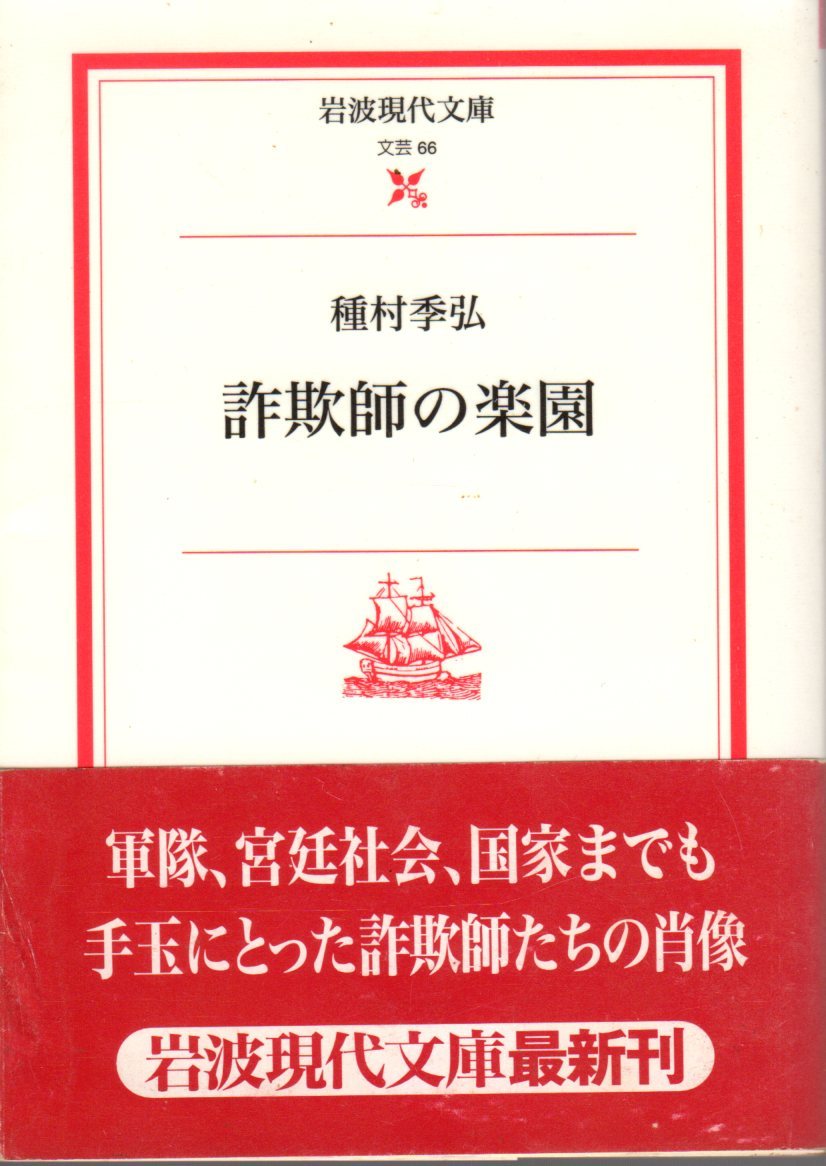 岩波現代文庫
文芸 66
種村季弘
詐欺師の楽園
軍隊、宮廷社会、国家までも
手玉にとった詐欺師たちの肖像
岩波現代文庫最新刊